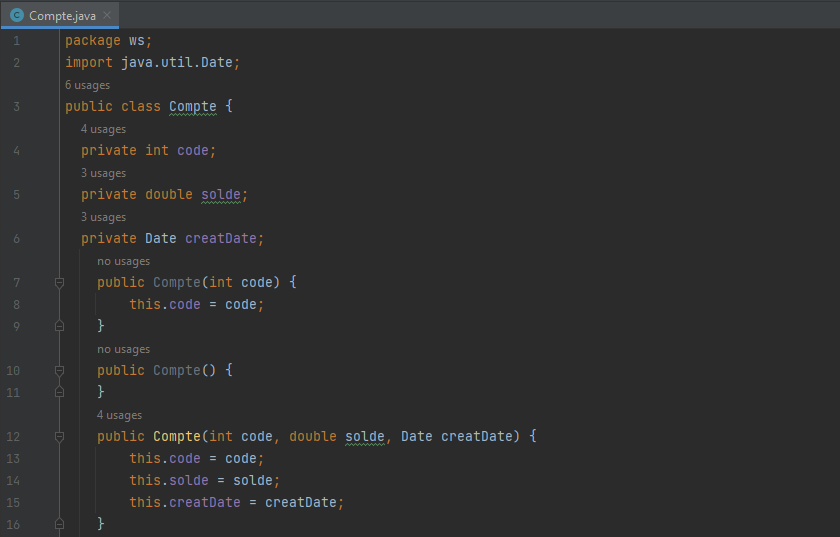 Compte.java
1 package ws;
2 import java.util.Date;
6 usages
3 public class Compte {
4 usages
4 private int code;
3 usages
5 private double solde;
3 usages
6 private Date creatDate;
no usages
7 public Compte(int code) {
8 this.code = code;
9 }
no usages
10 public Compte() {
11 }
4 usages
12 public Compte(int code, double solde, Date creatDate) {
13 this.code = code;
14 this.solde = solde;
15 this.creatDate = creatDate;
16 }